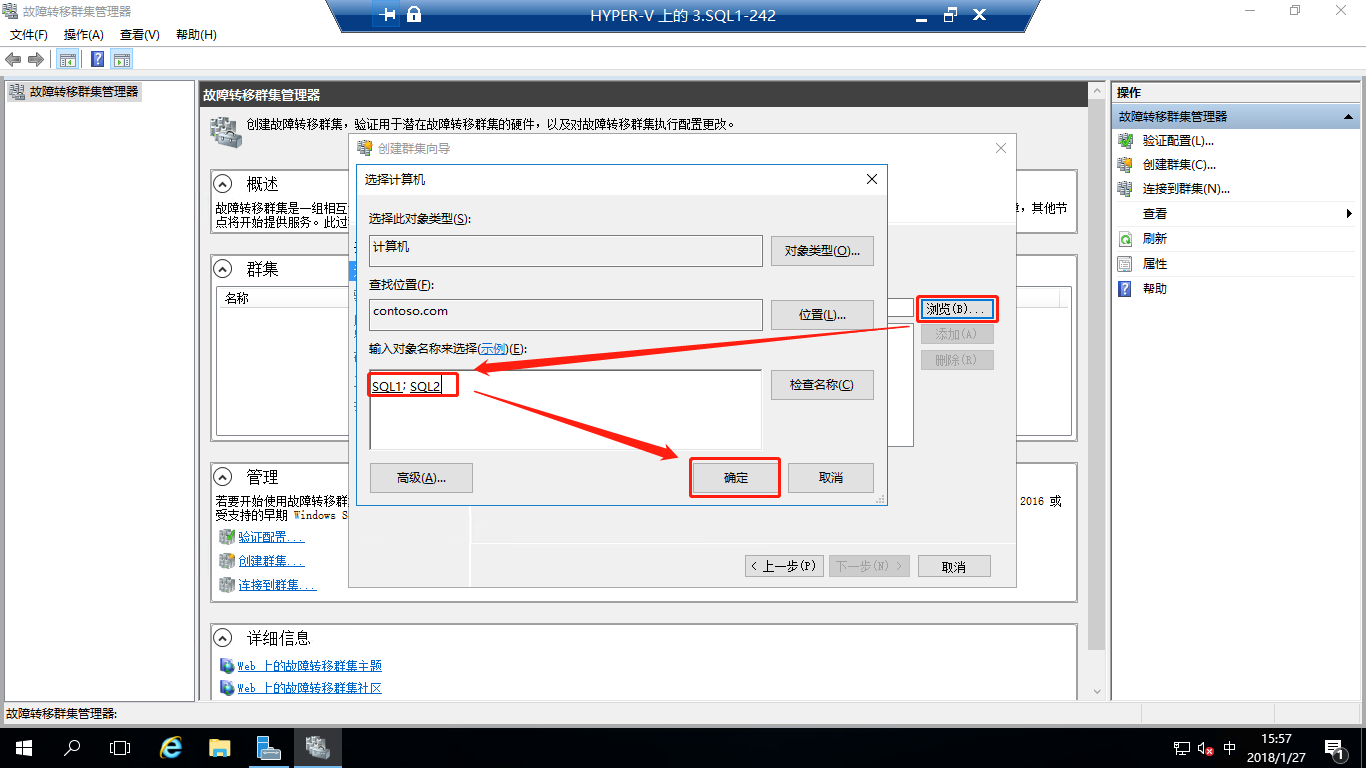 故障转移群集管理器
HYPER-V 上的 3.SQL1-242
文件(F) 操作(A) 查看(V) 帮助(H)
故障转移群集管理器
故障转移群集管理器
创建故障转移群集，验证用于潜在故障转移群集的硬件，以及对故障转移群集执行配置更改。
概述
故障转移群集是一组相互
，其他节
点将开始提供服务。此过
群集
名称
管理
若要开始使用故障转移群
2016 或
受支持的早期 Windows S
验证配置...
创建群集...
连接到群集...
详细信息
Web 上的故障转移群集主题
Web 上的故障转移群集社区
创建群集向导
浏览(B)...
添加(A)
删除(R)
< 上一步(P)
下一步(N) >
取消
选择计算机
选择此对象类型(S):
计算机
对象类型(O)...
查找位置(F):
contoso.com
位置(L)...
输入对象名称来选择(示例)(E):
SQL1; SQL2
检查名称(C)
高级(A)...
确定
取消
操作
故障转移群集管理器
验证配置(L)...
创建群集(C)...
连接到群集(N)...
查看
刷新
属性
帮助
故障转移群集管理器:
中
15:57
2018/1/27
1